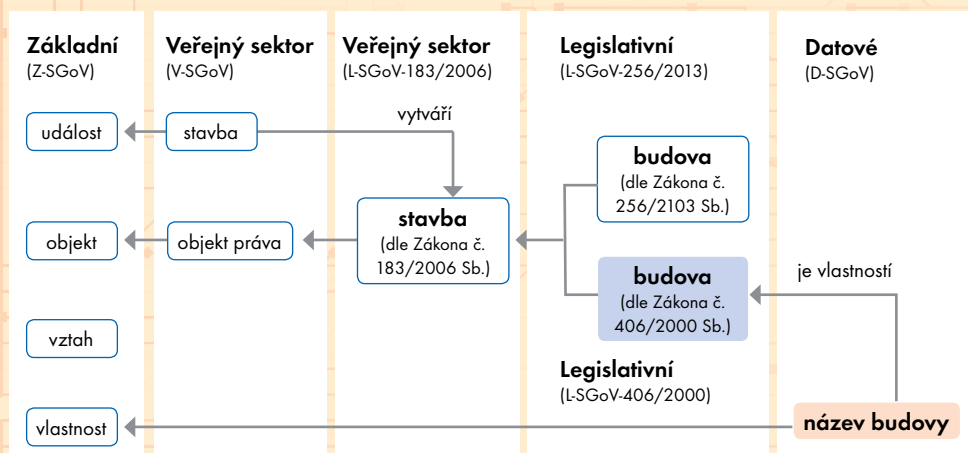 Základní
(Z-SGoV)
Veřejný sektor
(V-SGoV)
Veřejný sektor
(L-SGoV-183/2006)
Legislativní
(L-SGoV-256/2013)
Datové
(D-SGoV)
událost
stavba
vytváří
budova
(dle Zákona č.
256/2103 Sb.)
stavba
(dle Zákona č.
183/2006 Sb.)
objekt
objekt práva
budova
(dle Zákona č.
406/2000 Sb.)
je vlastností
vztah
Legislativní
(L-SGoV-406/2000)
vlastnost
název budovy